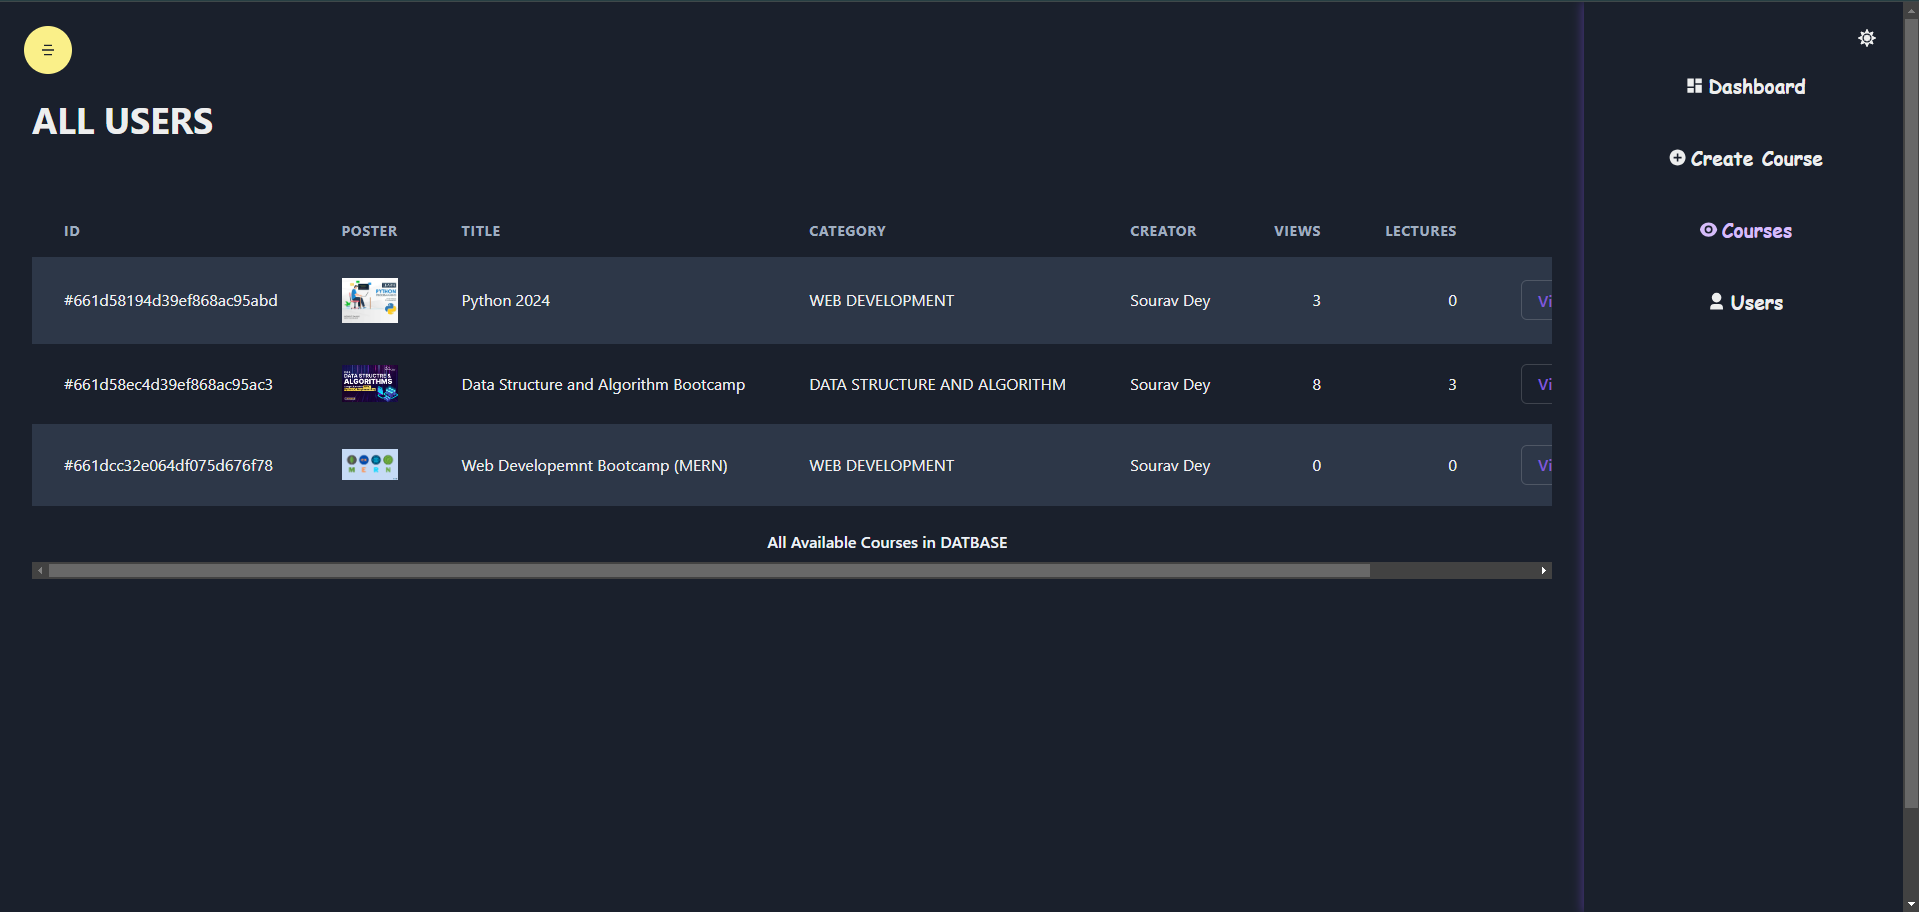 ALL USERS
ID POSTER TITLE CATEGORY CREATOR VIEWS LECTURES
#661d58194d39ef868ac95abd PYTHON Python 2024 WEB DEVELOPMENT Sourav Dey 3 0 Vi
#661d58ec4d39ef868ac95ac3 DATA STRUCTRE & ALGORITHMS Data Structure and Algorithm Bootcamp DATA STRUCTURE AND ALGORITHM Sourav Dey 8 3 Vi
#661dcc32e064df075d676f78 M E R N Web Developemnt Bootcamp (MERN) WEB DEVELOPMENT Sourav Dey 0 0 Vi
All Available Courses in DATBASE
Dashboard
Create Course
Courses
Users